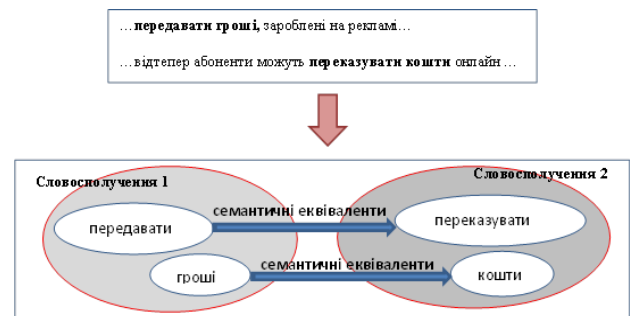 …передавати гроші, зароблені на рекламі…
…відтепер абоненти можуть переказувати кошти онлайн …
Словосполучення 1
Словосполучення 2
семантичні еквіваленти
передавати
переказувати
семантичні еквіваленти
гроші
кошти